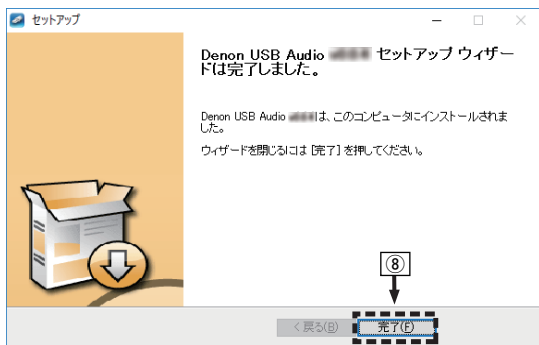 セットアップ
Denon USB Audio セットアップ ウィザー
ドは完了しました。
Denon USB Audio は、このコンピュータにインストールされま
した。
ウィザードを閉じるには [完了] を押してください。
⑧
< 戻る(B)
完了(F)